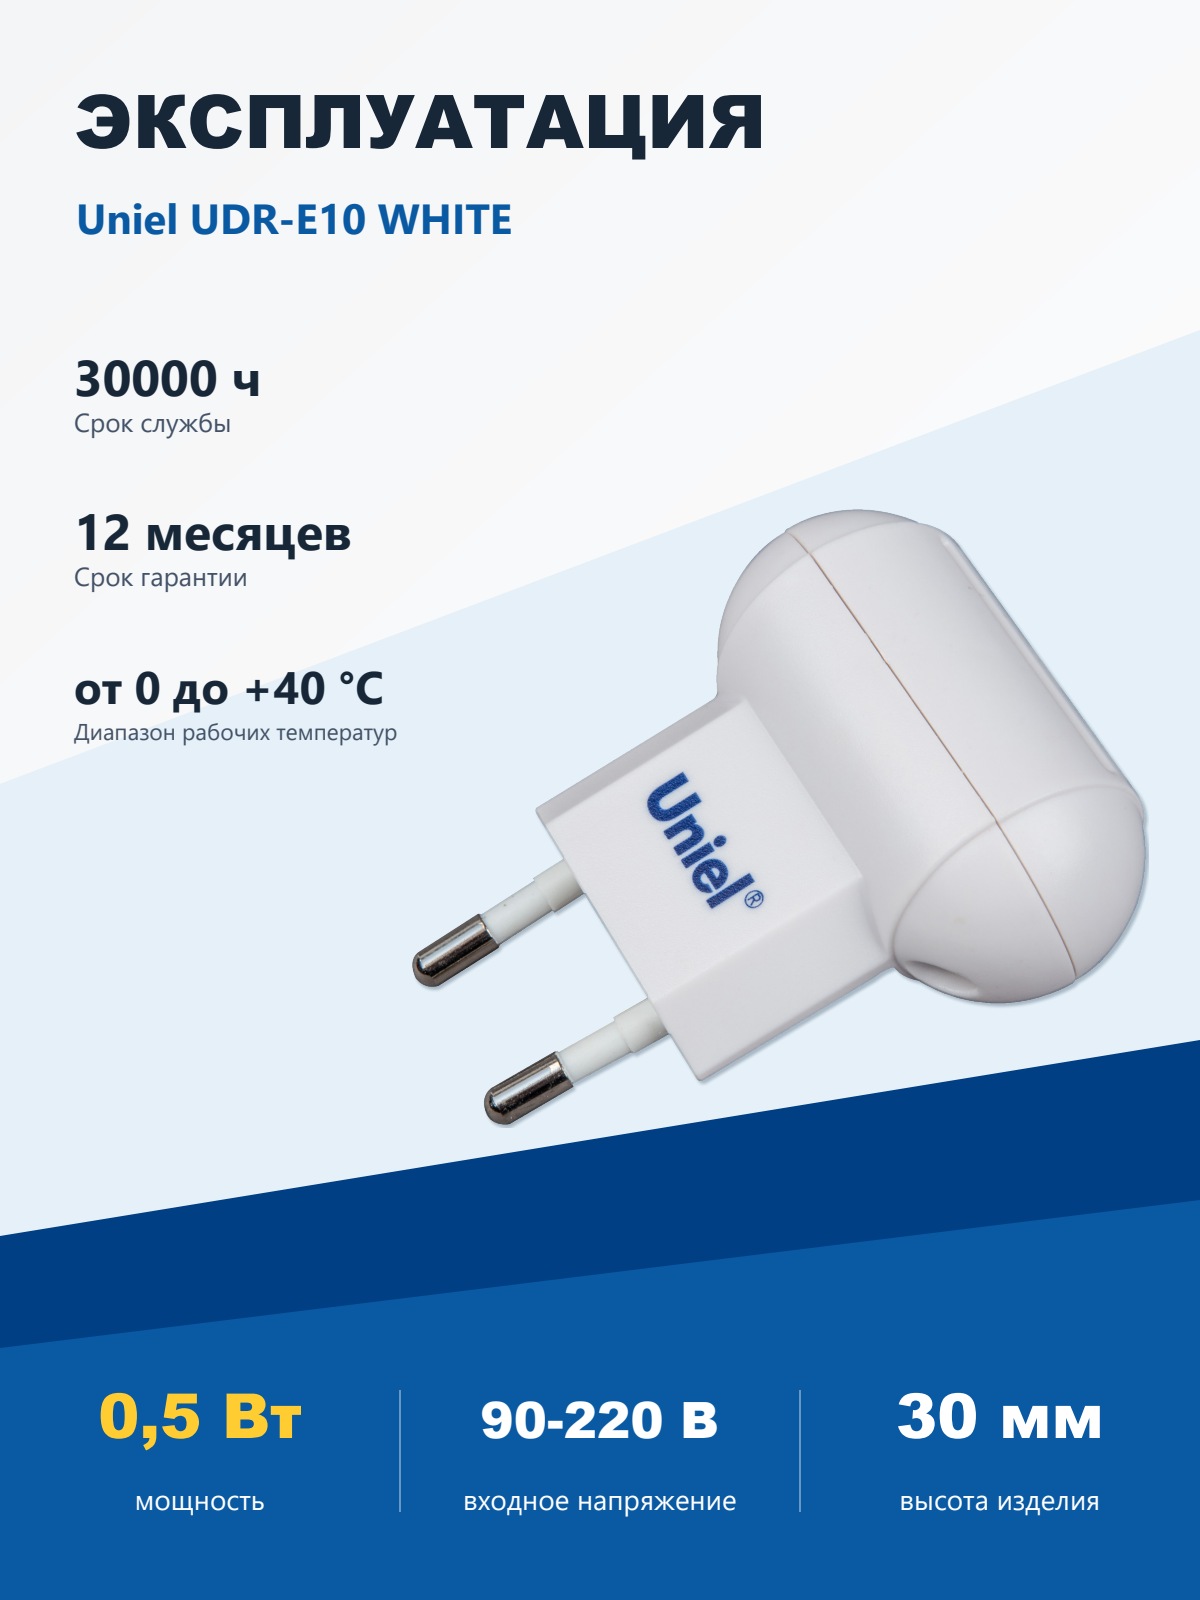 ЭКСПЛУАТАЦИЯ
Uniel UDR-E10 WHITE
30000 ч
Срок службы
12 месяцев
Срок гарантии
от 0 до +40 °C
Диапазон рабочих температур
Uniel®
0,5 Вт
мощность
90-220 В
входное напряжение
30 мм
высота изделия